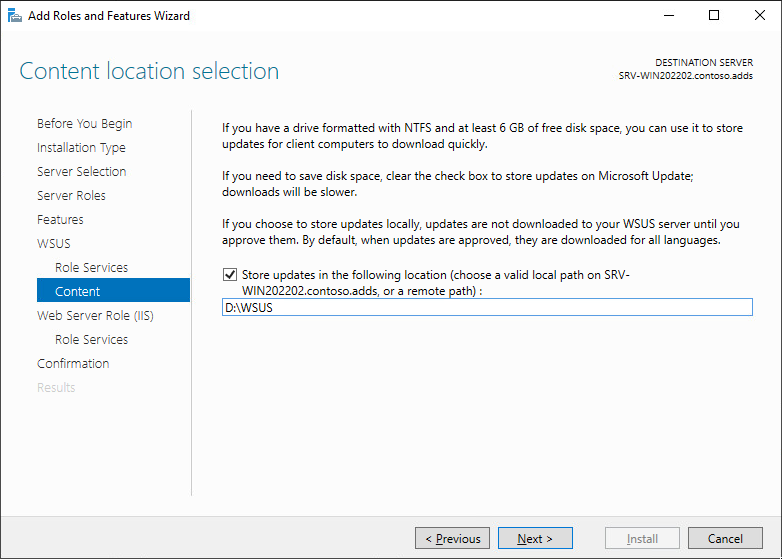 Add Roles and Features Wizard
Content location selection
DESTINATION SERVER
SRV-WIN202202.contoso.adds
Before You Begin
Installation Type
Server Selection
Server Roles
Features
WSUS
Role Services
Content
Web Server Role (IIS)
Role Services
Confirmation
Results
If you have a drive formatted with NTFS and at least 6 GB of free disk space, you can use it to store
updates for client computers to download quickly.
If you need to save disk space, clear the check box to store updates on Microsoft Update;
downloads will be slower.
If you choose to store updates locally, updates are not downloaded to your WSUS server until you
approve them. By default, when updates are approved, they are downloaded for all languages.
Store updates in the following location (choose a valid local path on SRV-
WIN202202.contoso.adds, or a remote path) :
D:\WSUS
< Previous
Next >
Install
Cancel